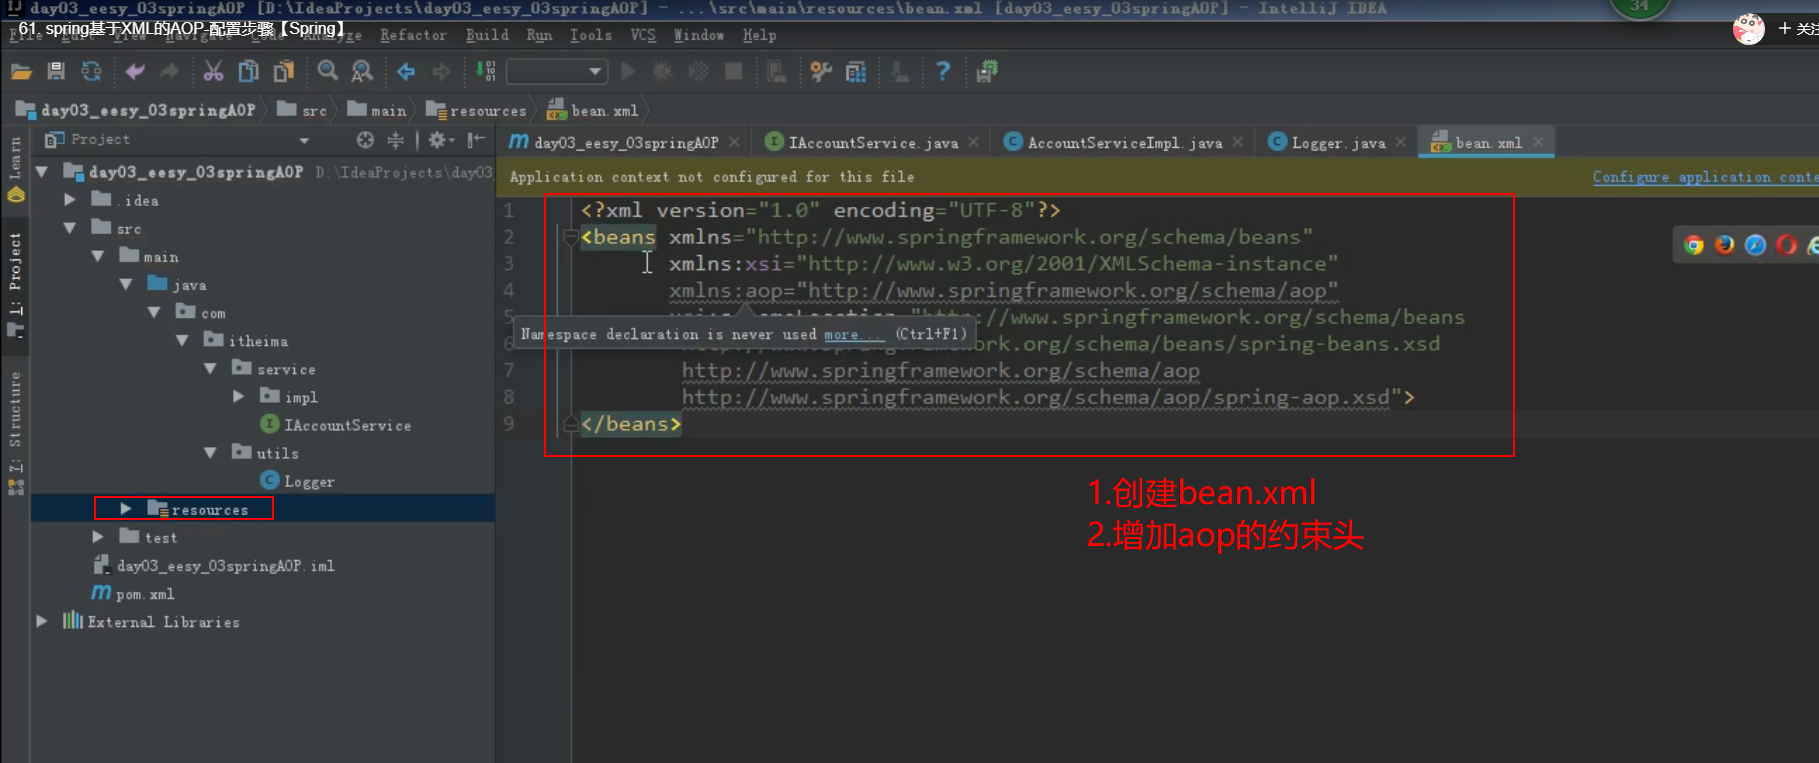 day03_eesy_03springAOP [D:\IdeaProjects\day03_eesy_03springAOP] - ...\src\main\resources\bean.xml [day03_eesy_03springAOP] - IntelliJ IDEA
34
61. spring基于XML的AOP-配置步骤【Spring】
+ 关注
File Edit View Navigate Code Analyze Refactor Build Run Tools VCS Window Help
day03_eesy_03springAOP src main resources bean.xml
Project
day03_eesy_03springAOP IAccountService.java AccountServiceImpl.java Logger.java bean.xml
Learn
1: Project
7: Structure
day03_eesy_03springAOP D:\IdeaProjects\day03_
.idea
src
main
java
com
itheima
service
impl
IAccountService
utils
Logger
resources
test
day03_eesy_03springAOP.iml
pom.xml
External Libraries
Application context not configured for this file
Configure application conte
1 <?xml version="1.0" encoding="UTF-8"?>
2 <beans xmlns="http://www.springframework.org/schema/beans"
3 xmlns:xsi="http://www.w3.org/2001/XMLSchema-instance"
4 xmlns:aop="http://www.springframework.org/schema/aop"
5 http://www.springframework.org/schema/beans
Namespace declaration is never used more... (Ctrl+F1)
6 http://www.springframework.org/schema/beans/spring-beans.xsd
7 http://www.springframework.org/schema/aop
8 http://www.springframework.org/schema/aop/spring-aop.xsd">
9 </beans>
1.创建bean.xml
2.增加aop的约束头